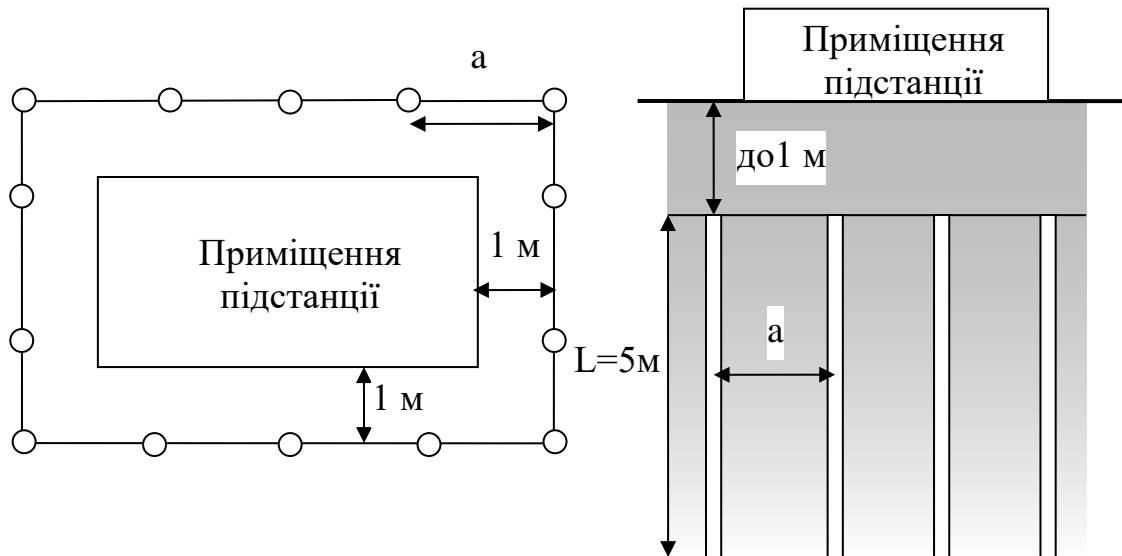 a
Приміщення
підстанції
1 м
1 м
Приміщення
підстанції
до1 м
a
L=5м